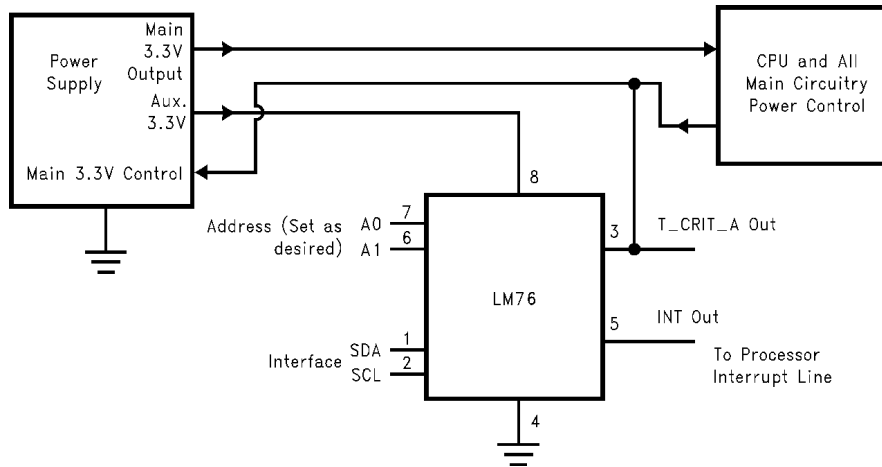 Power
Supply
Main
3.3V
Output
Aux.
3.3V
Main 3.3V Control
CPU and All
Main Circuitry
Power Control
8
Address (Set as
desired)
A0
7
A1
6
3
T_CRIT_A Out
LM76
5
INT Out
To Processor
Interrupt Line
Interface
SDA
1
SCL
2
4